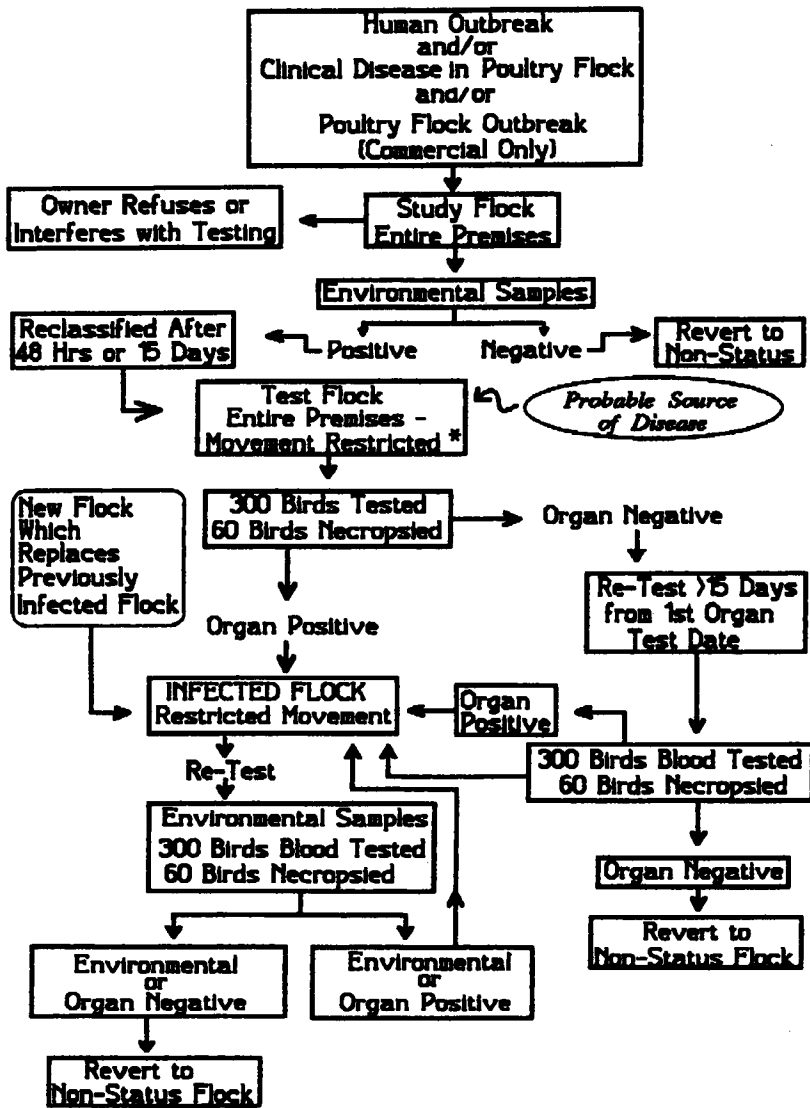 Human Outbreak
and/or
Clinical Disease in Poultry Flock
and/or
Poultry Flock Outbreak
(Commercial Only)
Owner Refuses or
Interferes with Testing
Study Flock
Entire Premises
Environmental Samples
Reclassified After
48 Hrs or 15 Days
Positive
Negative
Revert to
Non-Status
Test Flock
Entire Premises -
Movement Restricted *
Probable Source
of Disease
New Flock
Which
Replaces
Previously
Infected Flock
300 Birds Tested
60 Birds Necropsied
Organ Negative
Re-Test >15 Days
from 1st Organ
Test Date
Organ Positive
INFECTED FLOCK
Restricted Movement
Organ
Positive
300 Birds Blood Tested
60 Birds Necropsied
Re-Test
Environmental Samples
300 Birds Blood Tested
60 Birds Necropsied
Organ Negative
Revert to
Non-Status Flock
Environmental
or
Organ Negative
Environmental
or
Organ Positive
Revert to
Non-Status Flock